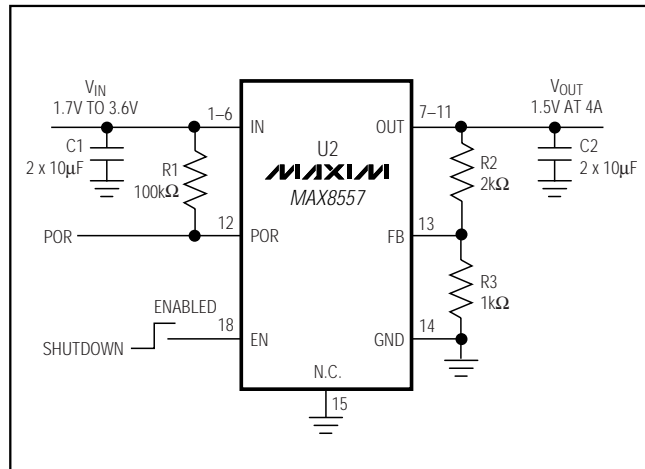 VIN
1.7V TO 3.6V
1–6
IN
C1
2 x 10µF
R1
100kΩ
POR
12
POR
ENABLED
SHUTDOWN
18
EN
U2
MAXIM
MAX8557
N.C.
15
OUT
7–11
VOUT
1.5V AT 4A
R2
2kΩ
C2
2 x 10µF
FB
13
R3
1kΩ
GND
14